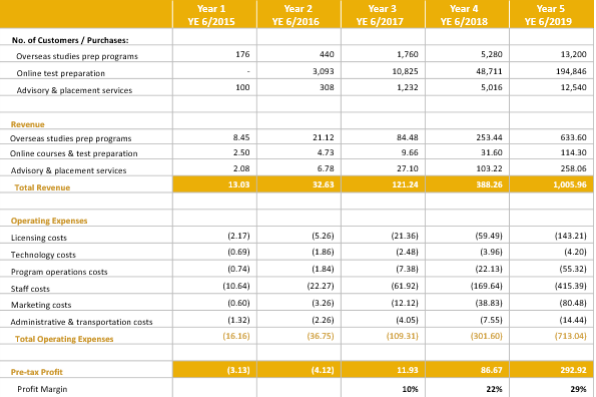 Year 1 Year 2 Year 3 Year 4 Year 5
YE 6/2015 YE 6/2016 YE 6/2017 YE 6/2018 YE 6/2019
No. of Customers / Purchases:
Overseas studies prep programs 176 440 1,760 5,280 13,200
Online test preparation - 3,093 10,825 48,711 194,846
Advisory & placement services 100 308 1,232 5,016 12,540
Revenue
Overseas studies prep programs 8.45 21.12 84.48 253.44 633.60
Online courses & test preparation 2.50 4.73 9.66 31.60 114.30
Advisory & placement services 2.08 6.78 27.10 103.22 258.06
Total Revenue 13.03 32.63 121.24 388.26 1,005.96
Operating Expenses
Licensing costs (2.17) (5.26) (21.36) (59.49) (143.21)
Technology costs (0.69) (1.86) (2.48) (3.96) (4.20)
Program operations costs (0.74) (1.84) (7.38) (22.13) (55.32)
Staff costs (10.64) (22.27) (61.92) (169.64) (415.39)
Marketing costs (0.60) (3.26) (12.12) (38.83) (80.48)
Administrative & transportation costs (1.32) (2.26) (4.05) (7.55) (14.44)
Total Operating Expenses (16.16) (36.75) (109.31) (301.60) (713.04)
Pre-tax Profit (3.13) (4.12) 11.93 86.67 292.92
Profit Margin 10% 22% 29%